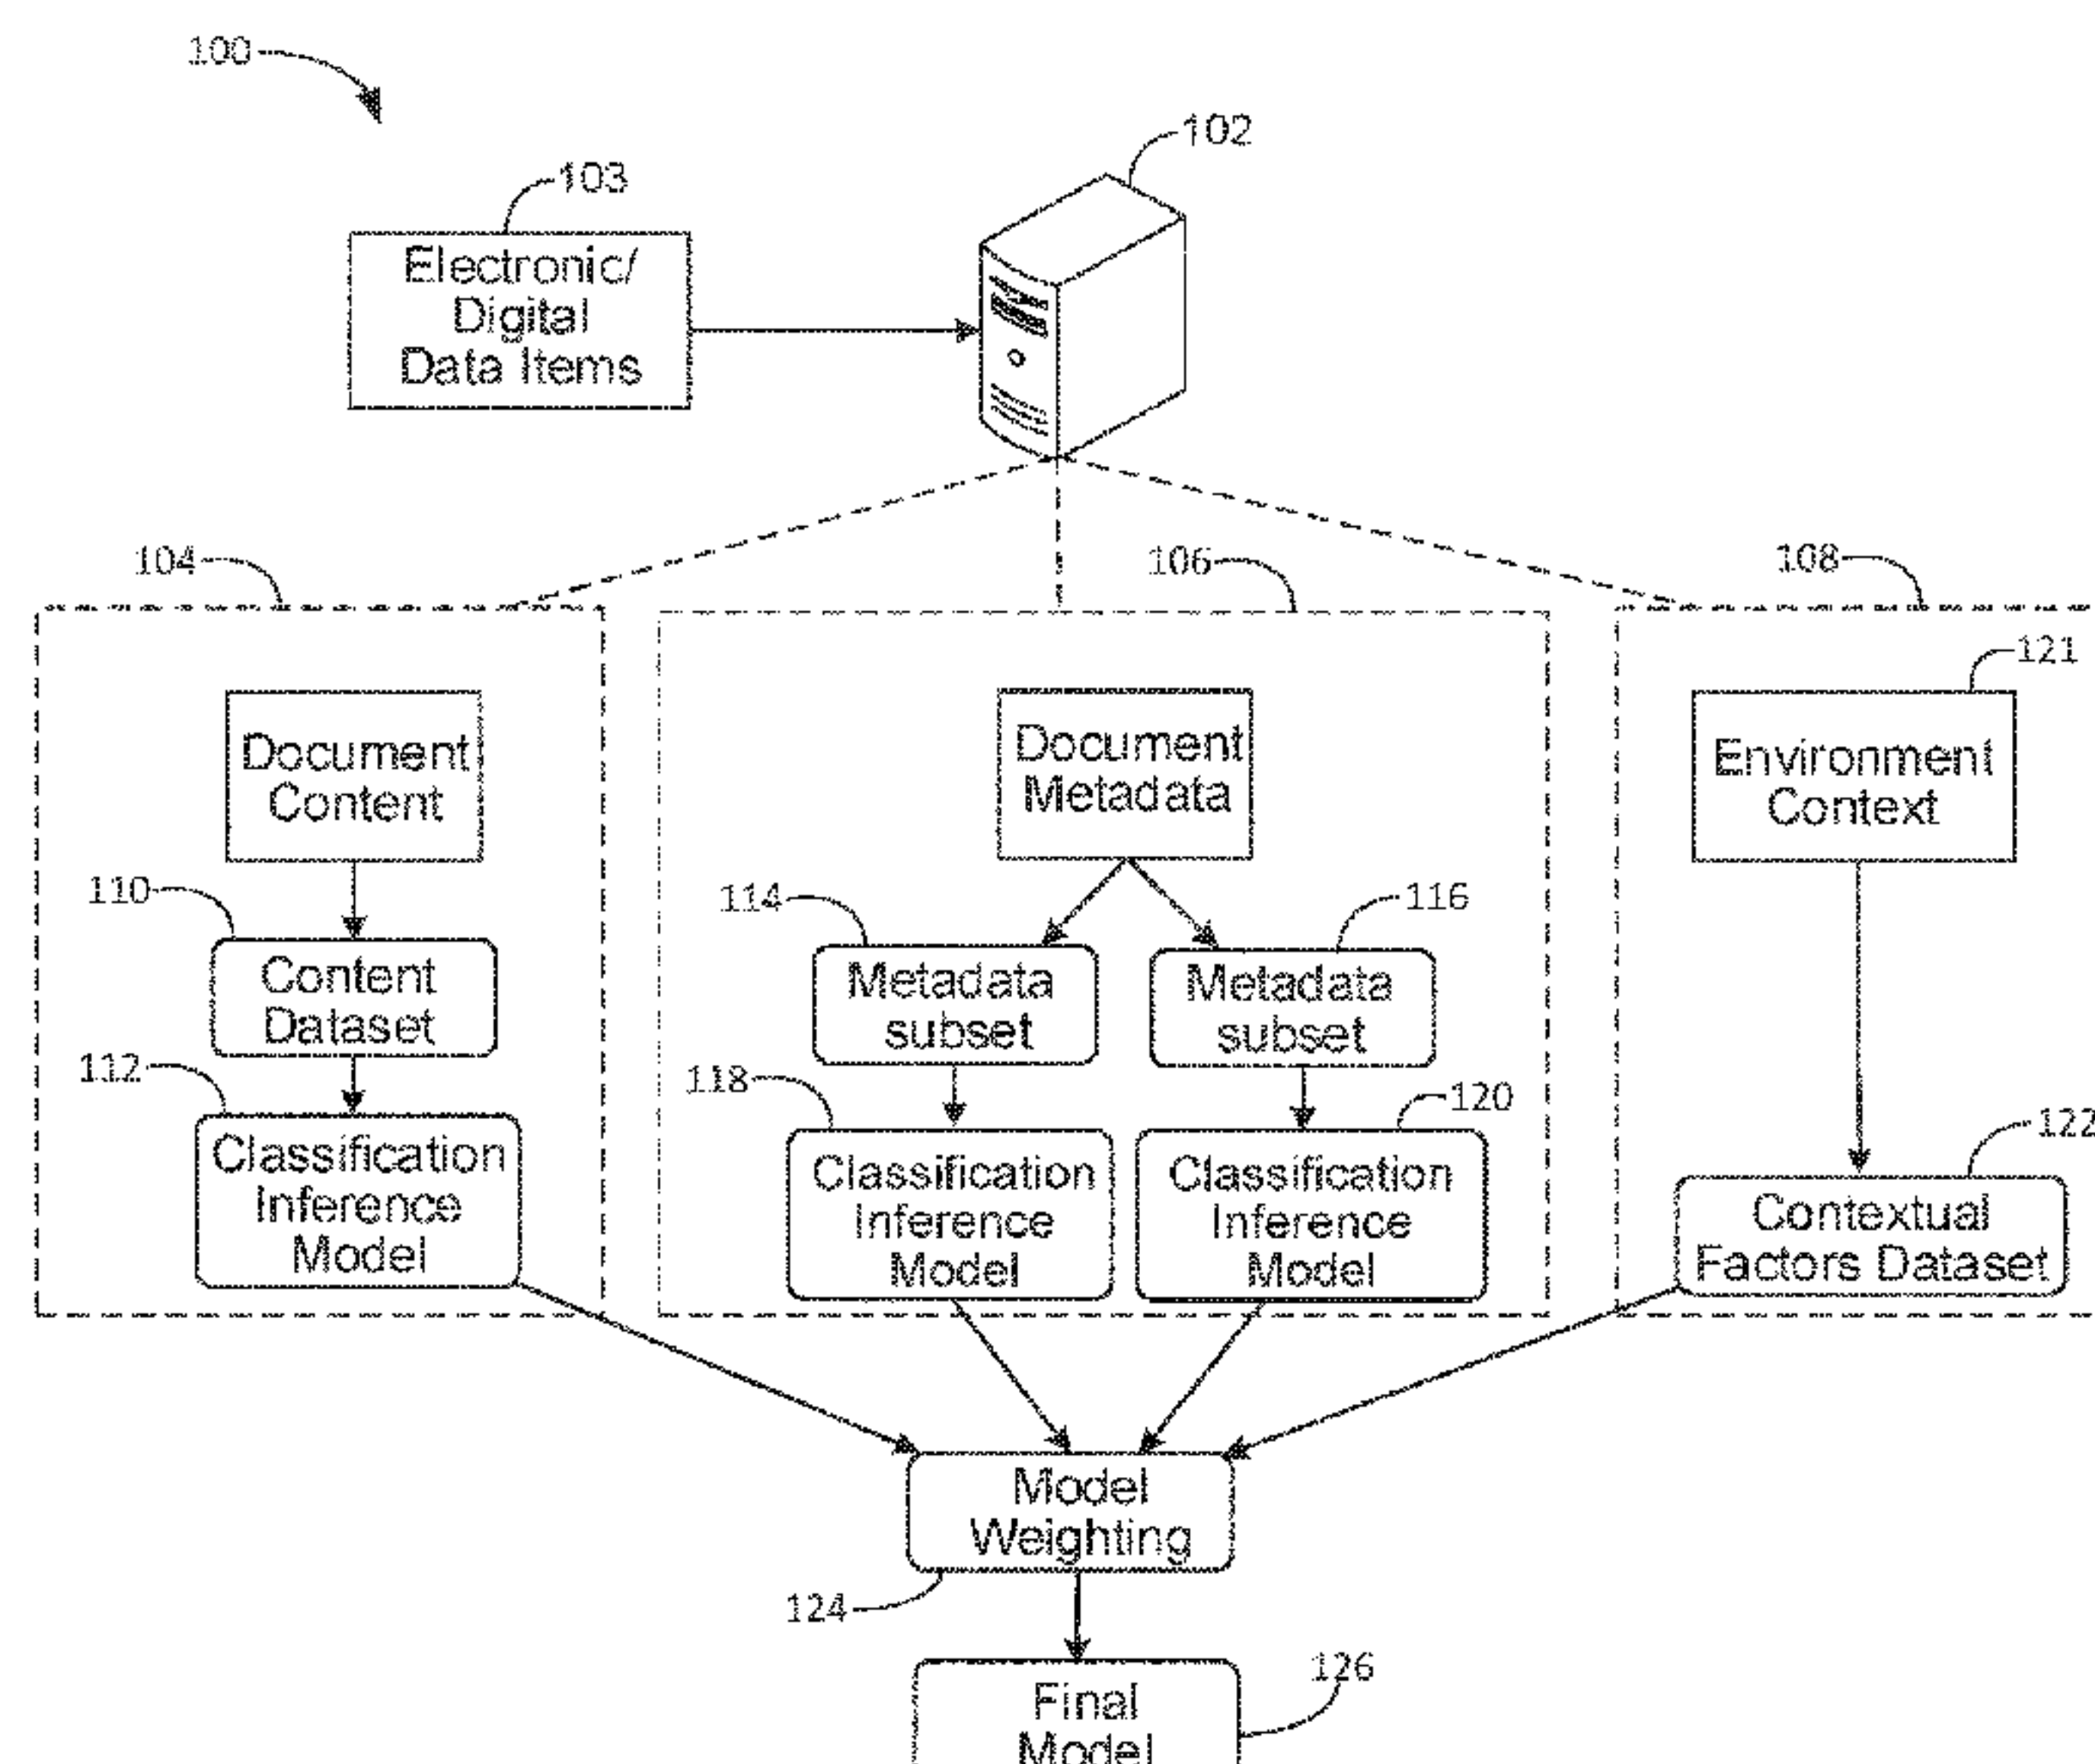 100
102
103
Electronic/
Digital
Data Items
104
106
108
121
Document
Content
Document
Metadata
Environment
Context
110
114
116
Content
Dataset
Metadata
subset
Metadata
subset
112
118
120
122
Classification
Inference
Model
Classification
Inference
Model
Classification
Inference
Model
Contextual
Factors Dataset
Model
Weighting
124
126
Final
Model